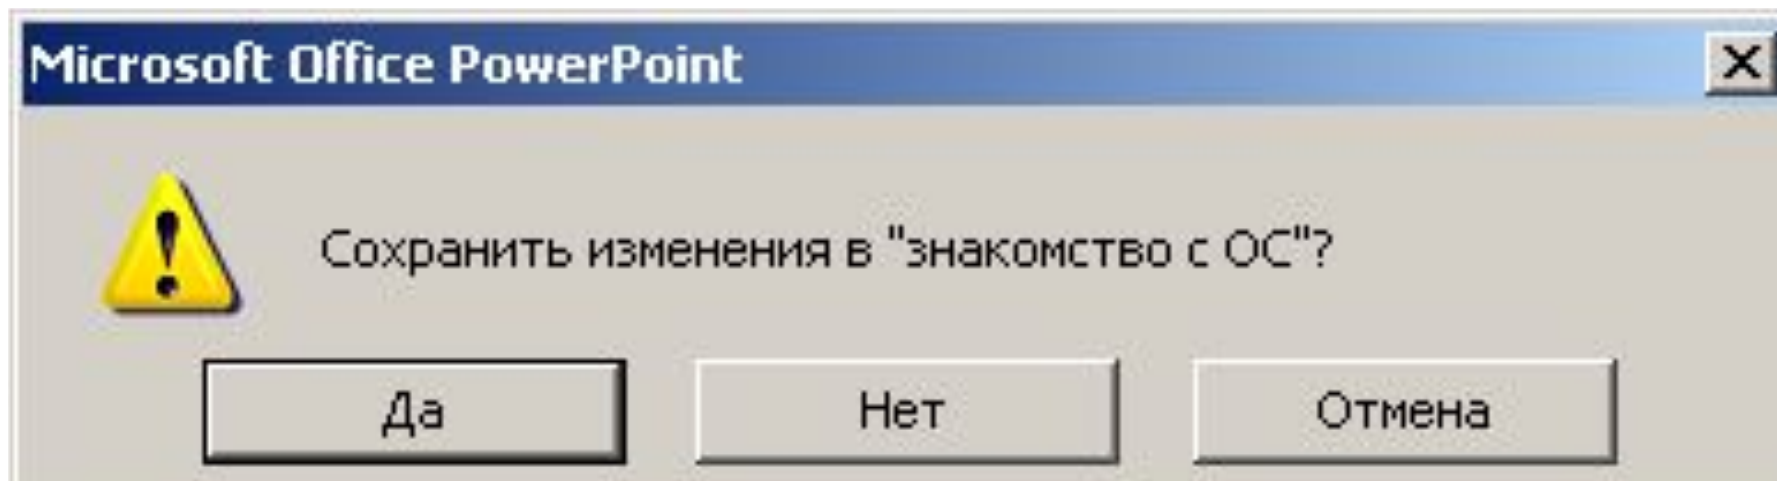 Microsoft Office PowerPoint
Сохранить изменения в "знакомство с ОС"?
Да Нет Отмена